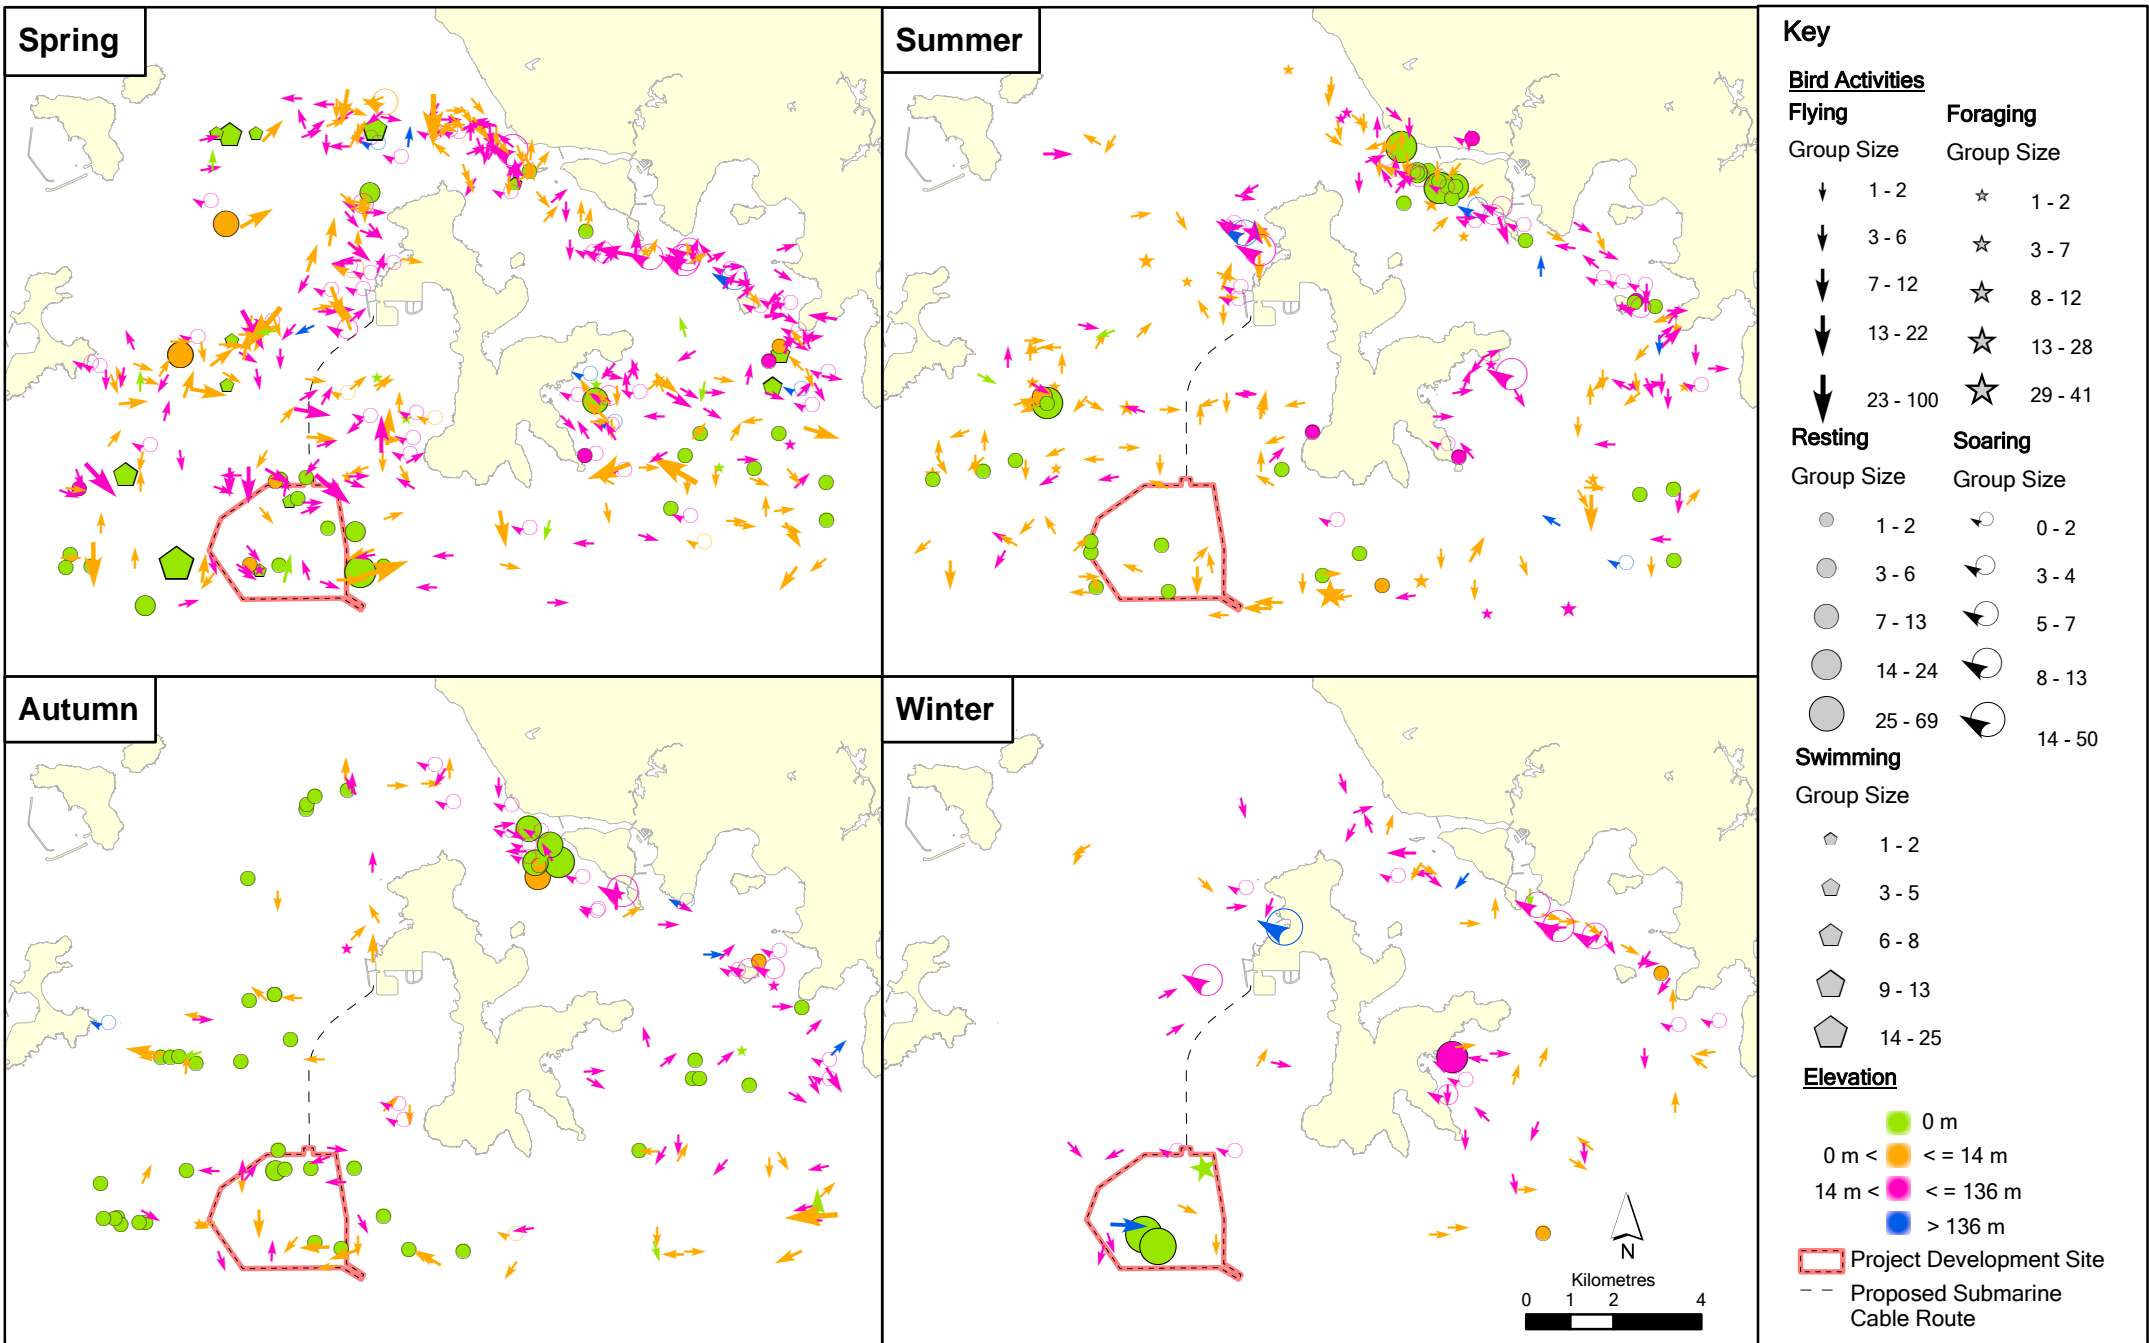 Spring
Summer
Autumn
Winter
Key
Bird Activities
Flying
Group Size
1 - 2
3 - 6
7 - 12
13 - 22
23 - 100
Foraging
Group Size
1 - 2
3 - 7
8 - 12
13 - 28
29 - 41
Resting
Group Size
1 - 2
3 - 6
7 - 13
14 - 24
25 - 69
Soaring
Group Size
0 - 2
3 - 4
5 - 7
8 - 13
14 - 50
Swimming
Group Size
1 - 2
3 - 5
6 - 8
9 - 13
14 - 25
Elevation
0 m
0 m < < = 14 m
14 m < < = 136 m
> 136 m
Project Development Site
Proposed Submarine
Cable Route
N
Kilometres
0 1 2 4